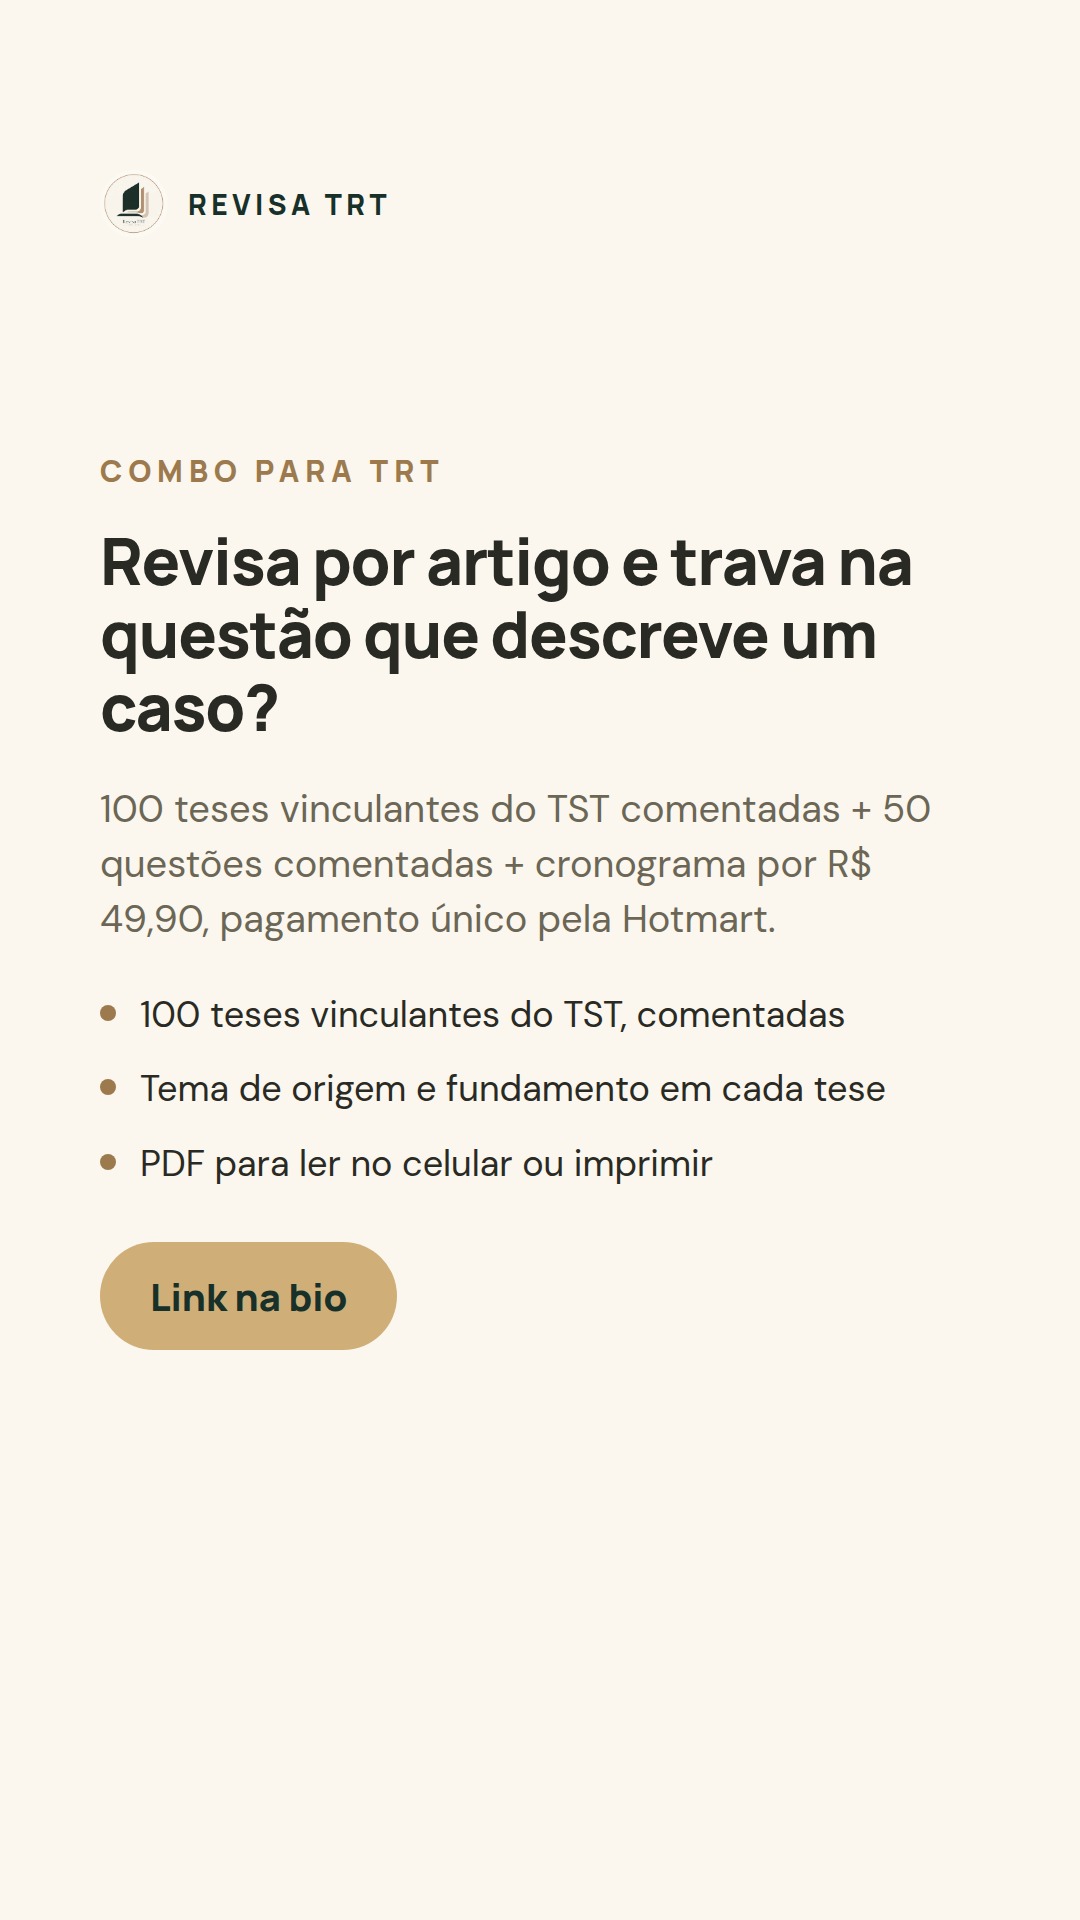 REVISA TRT
COMBO PARA TRT
Revisa por artigo e trava na
questão que descreve um
caso?
100 teses vinculantes do TST comentadas + 50
questões comentadas + cronograma por R$
49,90, pagamento único pela Hotmart.
100 teses vinculantes do TST, comentadas
Tema de origem e fundamento em cada tese
PDF para ler no celular ou imprimir
Link na bio